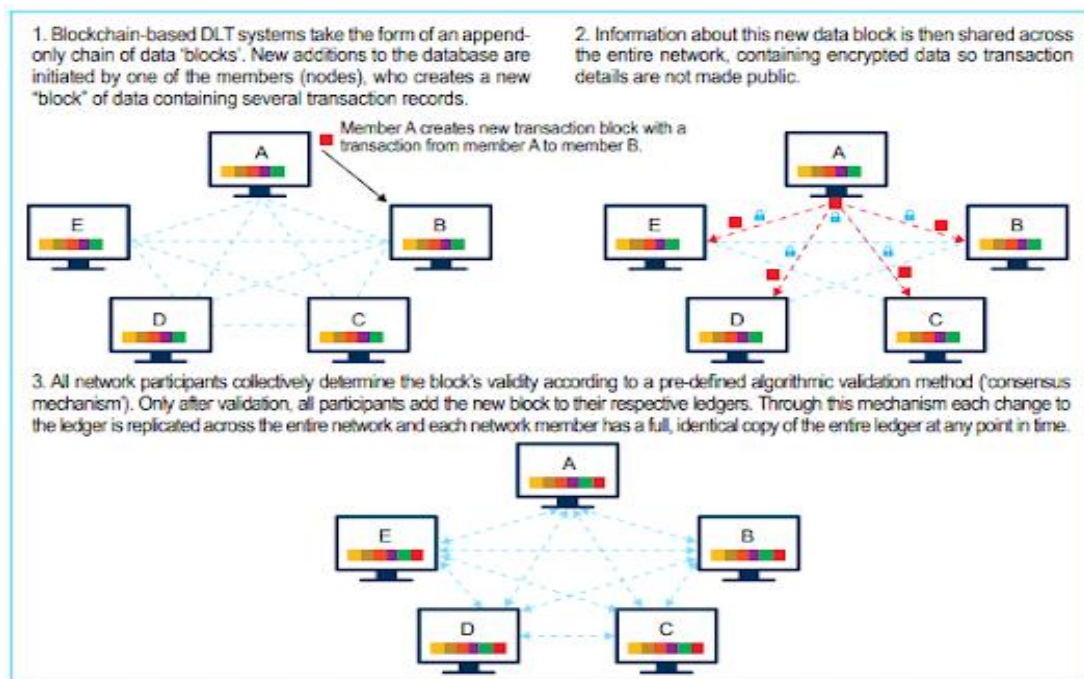 1. Blockchain-based DLT systems take the form of an append-
only chain of data ‘blocks’. New additions to the database are
initiated by one of the members (nodes), who creates a new
“block” of data containing several transaction records.
2. Information about this new data block is then shared across
the entire network, containing encrypted data so transaction
details are not made public.
Member A creates new transaction block with a
transaction from member A to member B.
A
E
B
D
C
A
E
B
D
C
3. All network participants collectively determine the block’s validity according to a pre-defined algorithmic validation method (‘consensus
mechanism’). Only after validation, all participants add the new block to their respective ledgers. Through this mechanism each change to
the ledger is replicated across the entire network and each network member has a full, identical copy of the entire ledger at any point in time.
A
E
B
D
C